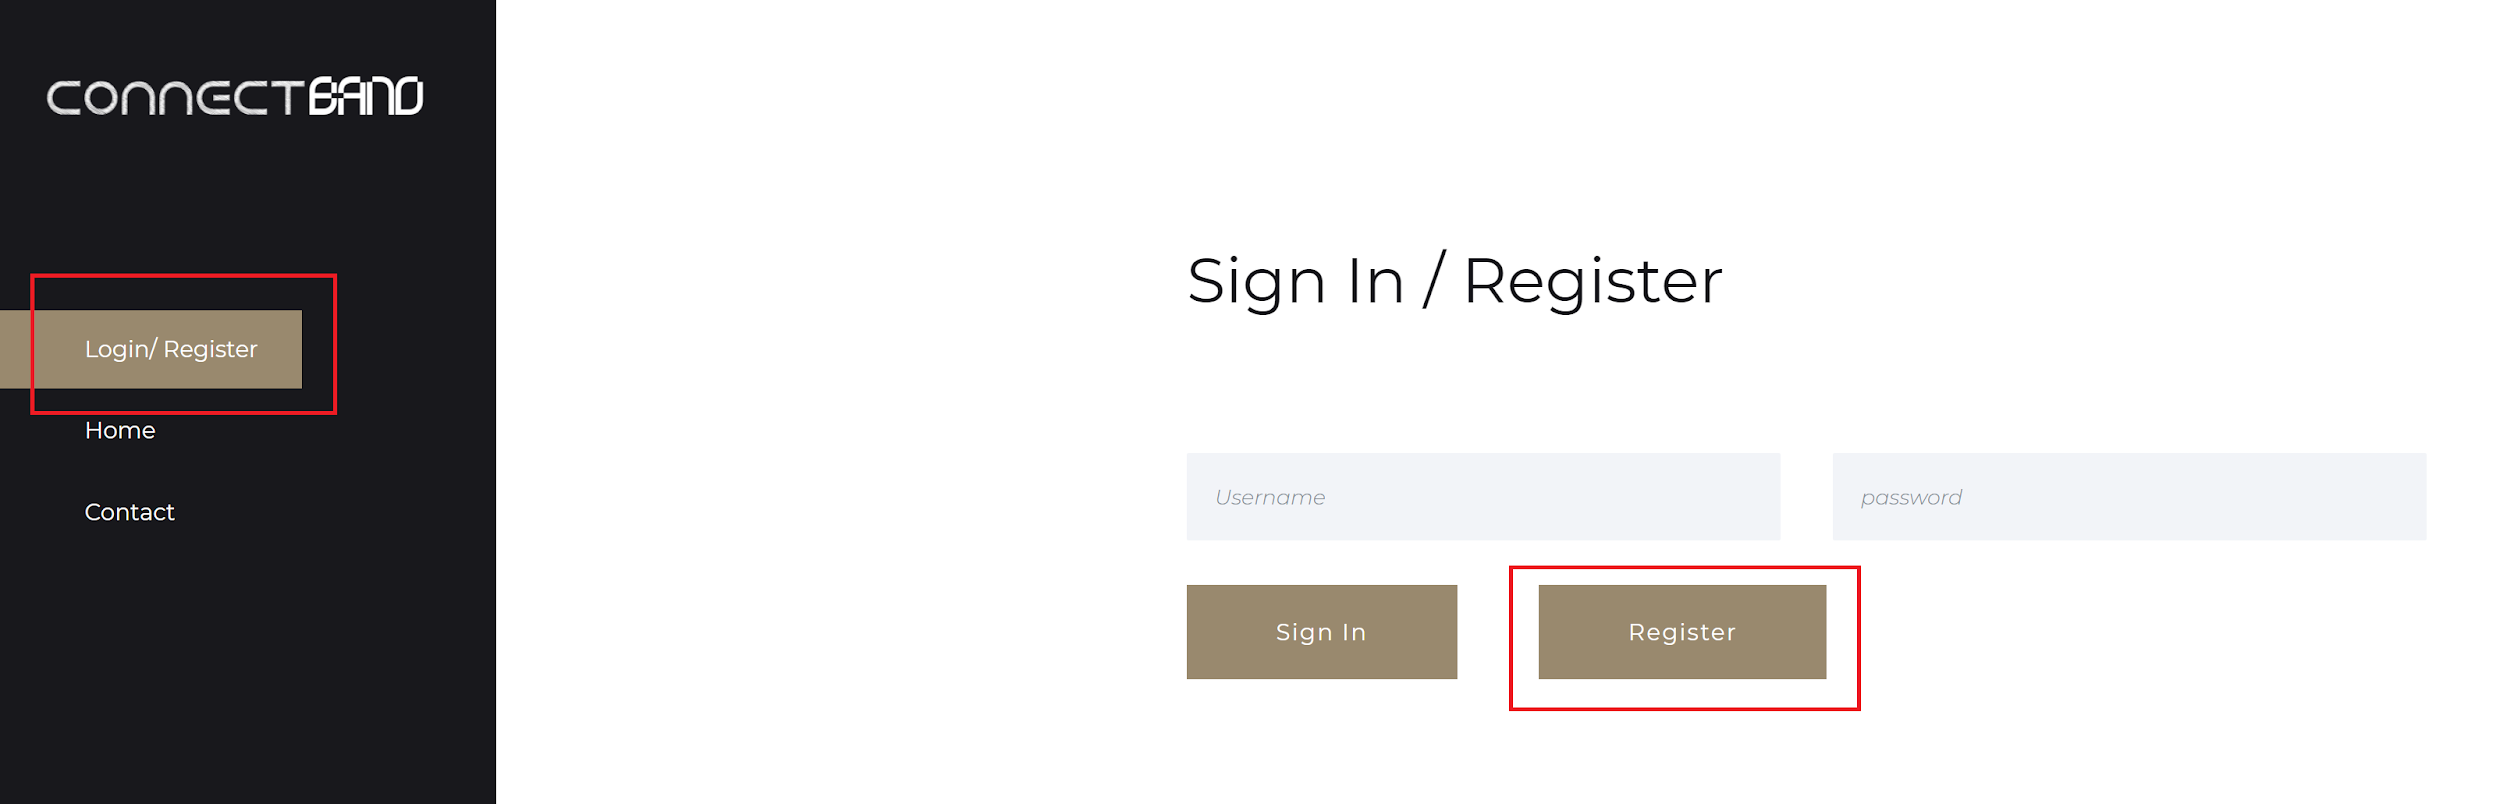 CONNECTBAND
Login/ Register
Home
Contact
Sign In / Register
Username
password
Sign In
Register